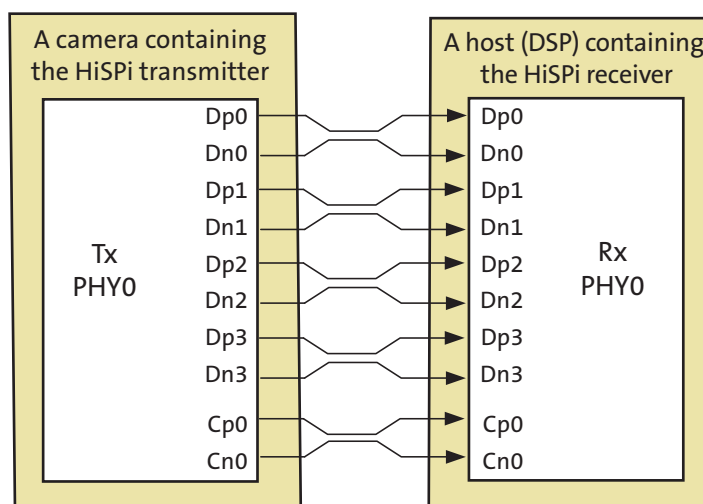 A camera containing
the HiSPi transmitter
Dp0
Dn0
Dp1
Dn1
Dp2
Dn2
Dp3
Dn3
Cp0
Cn0
Tx
PHY0
A host (DSP) containing
the HiSPi receiver
Dp0
Dn0
Dp1
Dn1
Dp2
Dn2
Dp3
Dn3
Cp0
Cn0
Rx
PHY0